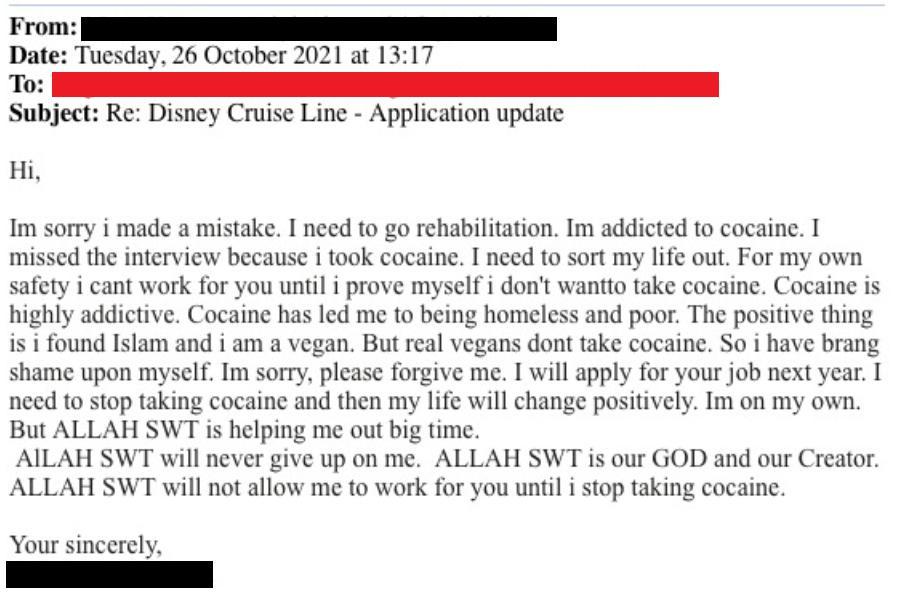 From:
Date: Tuesday, 26 October 2021 at 13:17
To:
Subject: Re: Disney Cruise Line - Application update
Hi,
Im sorry i made a mistake. I need to go rehabilitation. Im addicted to cocaine. I
missed the interview because i took cocaine. I need to sort my life out. For my own
safety i cant work for you until i prove myself i don't wantto take cocaine. Cocaine is
highly addictive. Cocaine has led me to being homeless and poor. The positive thing
is i found Islam and i am a vegan. But real vegans dont take cocaine. So i have brang
shame upon myself. Im sorry, please forgive me. I will apply for your job next year. I
need to stop taking cocaine and then my life will change positively. Im on my own.
But ALLAH SWT is helping me out big time.
AlLAH SWT will never give up on me. ALLAH SWT is our GOD and our Creator.
ALLAH SWT will not allow me to work for you until i stop taking cocaine.
Your sincerely,